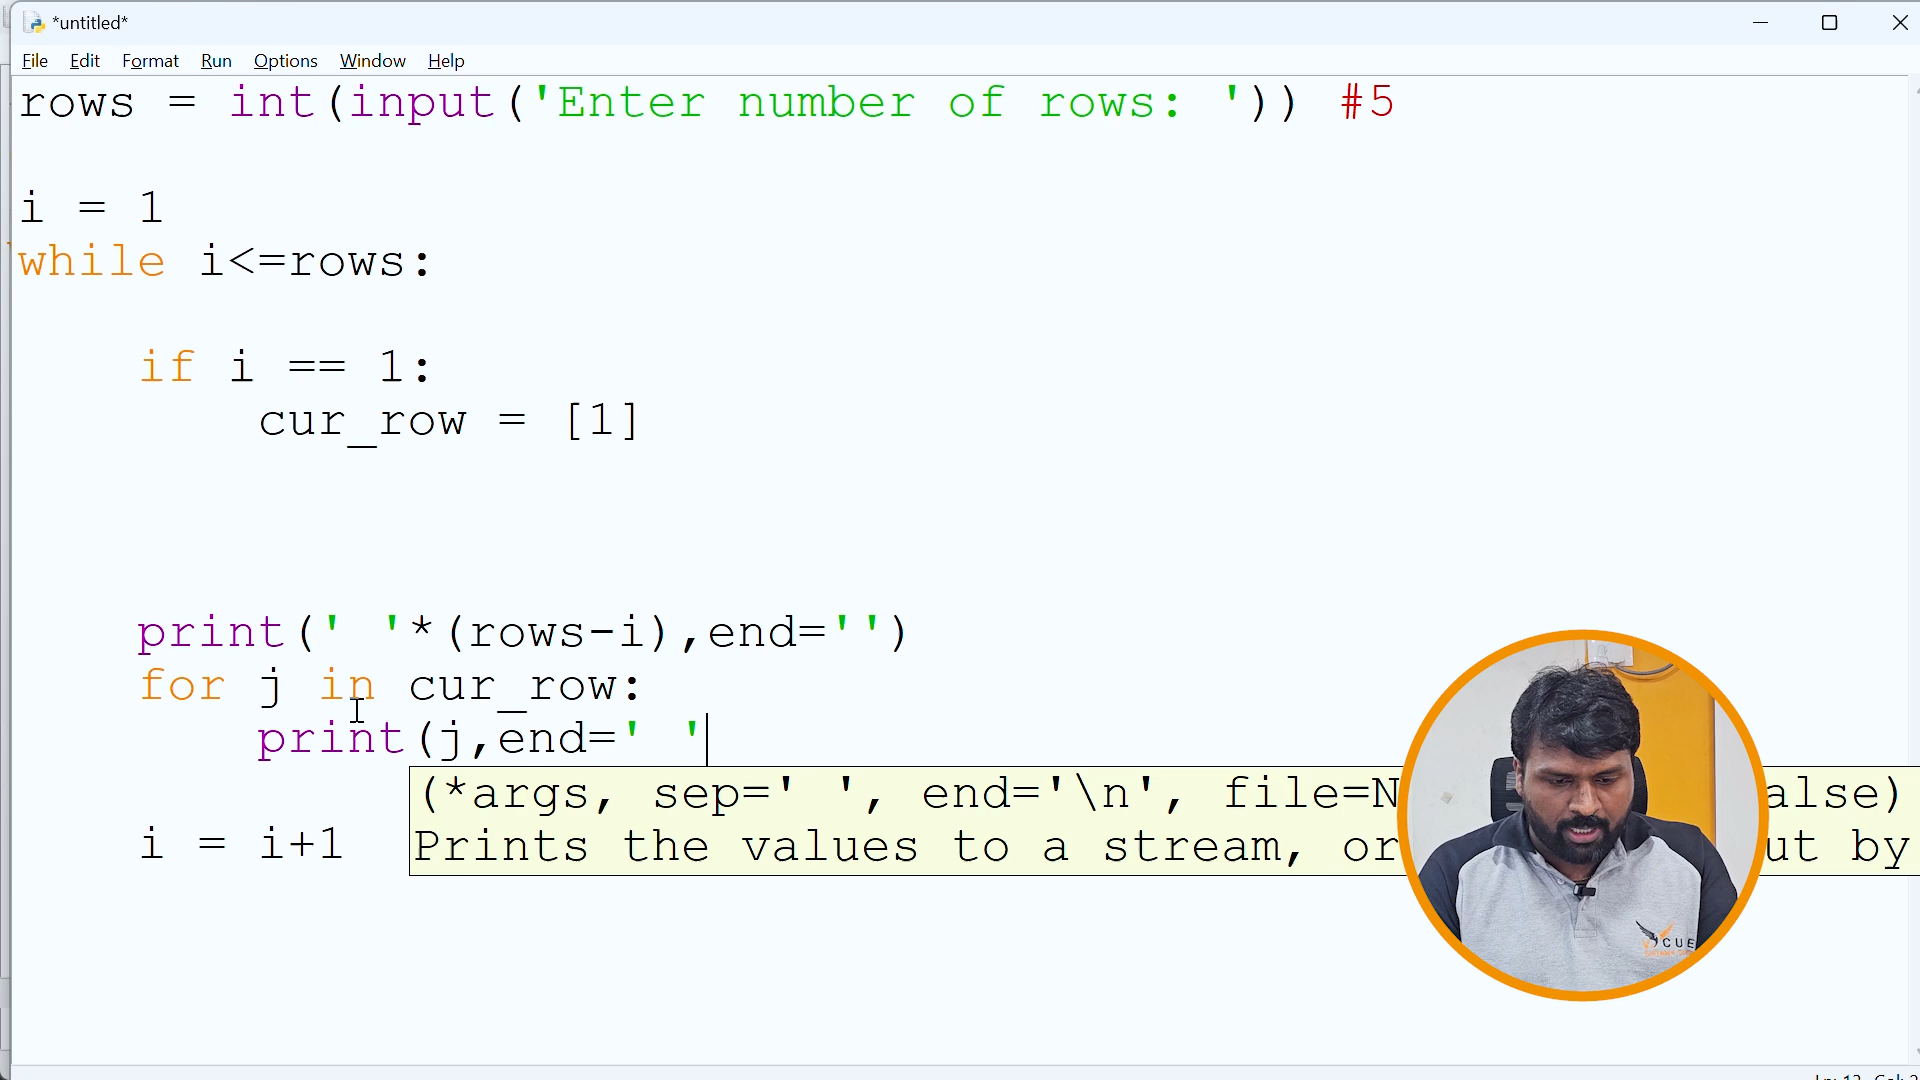 *untitled*
File Edit Format Run Options Window Help
rows = int(input('Enter number of rows: ')) #5
i = 1
while i<=rows:
if i == 1:
cur_row = [1]
print(' '*(rows-i),end='')
for j in cur_row:
print(j,end=' '
(*args, sep=' ', end='\n', file=N alse)
i = i+1 Prints the values to a stream, or ut by
CUE